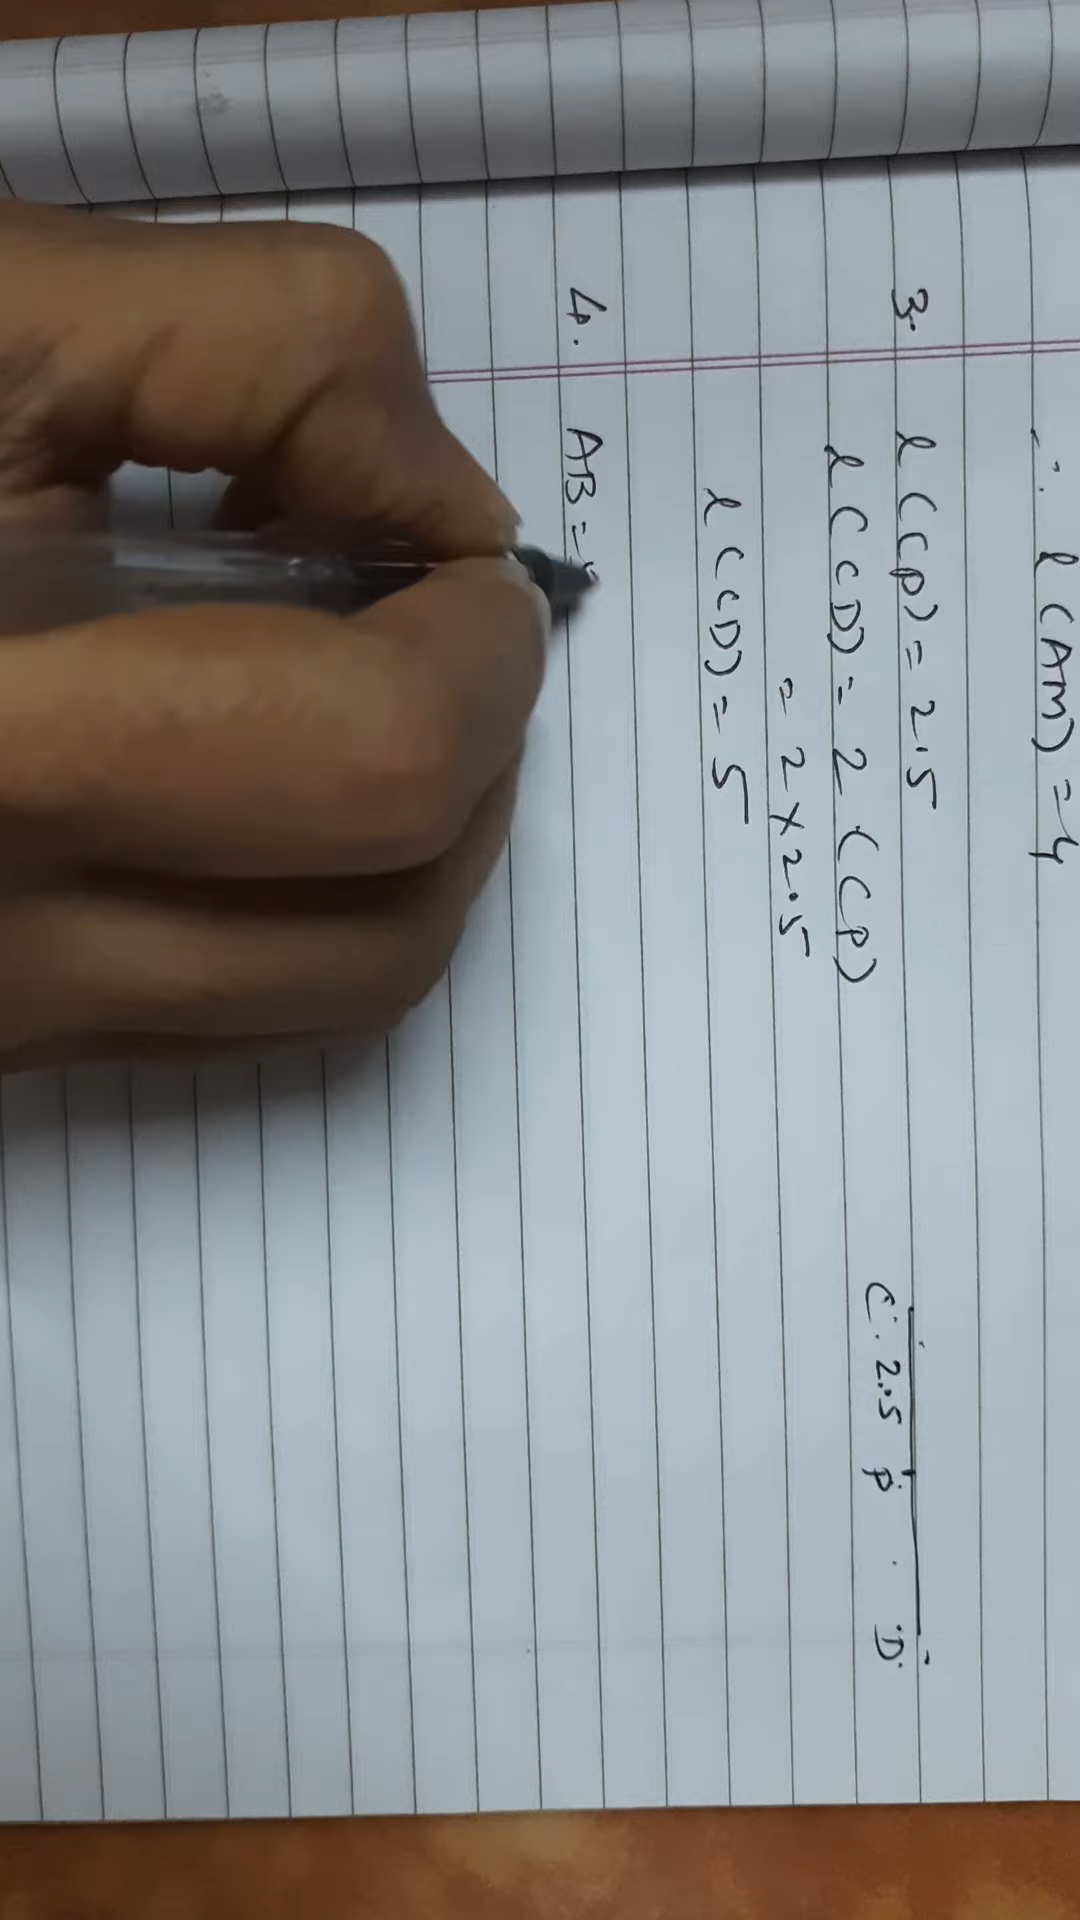 ∴ l(AM) = 4
3. l(CP) = 2.5
l(CD) = 2(CP)
C 2.5 P D
= 2 × 2.5
l(CD) = 5
4. AB =